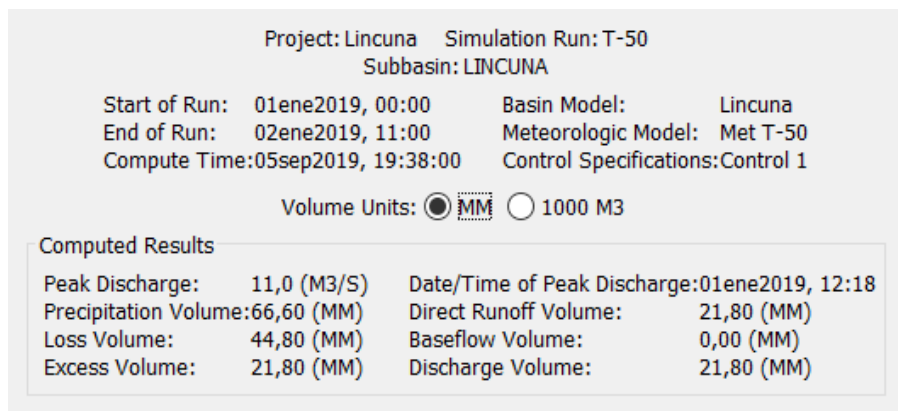 Project: Lincuna Simulation Run: T-50
Subbasin: LINCUNA
Start of Run: 01ene2019, 00:00 Basin Model: Lincuna
End of Run: 02ene2019, 11:00 Meteorologic Model: Met T-50
Compute Time:05sep2019, 19:38:00 Control Specifications:Control 1
Volume Units: MM 1000 M3
Computed Results
Peak Discharge: 11,0 (M3/S) Date/Time of Peak Discharge:01ene2019, 12:18
Precipitation Volume:66,60 (MM) Direct Runoff Volume: 21,80 (MM)
Loss Volume: 44,80 (MM) Baseflow Volume: 0,00 (MM)
Excess Volume: 21,80 (MM) Discharge Volume: 21,80 (MM)